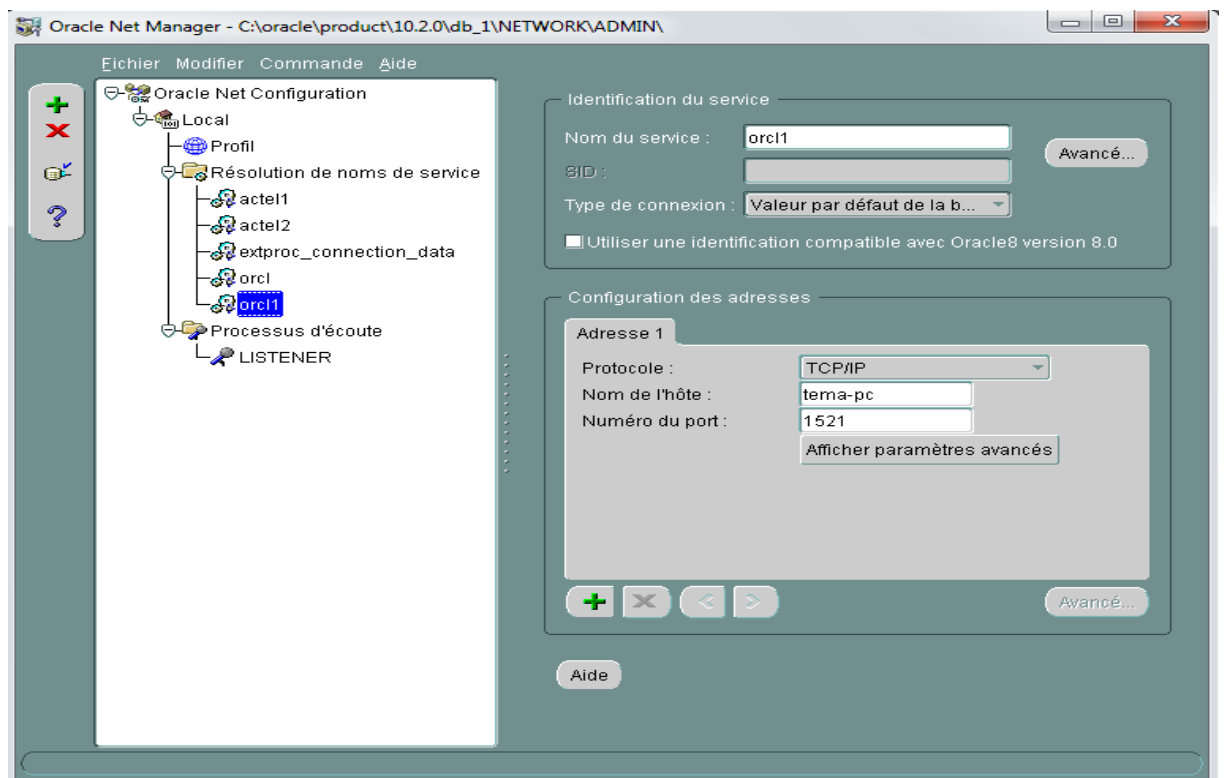 Oracle Net Manager - C:\oracle\product\10.2.0\db_1\NETWORK\ADMIN\
Eichier Modifier Commande Aide
Oracle Net Configuration
Local
Profil
Résolution de noms de service
actel1
actel2
extproc_connection_data
orcl
orcl1
Processus d'écoute
LISTENER
Identification du service
Nom du service : orcl1
SID :
Avancé...
Type de connexion : Valeur par défaut de la b...
Utiliser une identification compatible avec Oracle8 version 8.0
Configuration des adresses
Adresse 1
Protocole : TCP/IP
Nom de l'hôte : tema-pc
Numéro du port : 1521
Afficher paramètres avancés
Avancé...
Aide